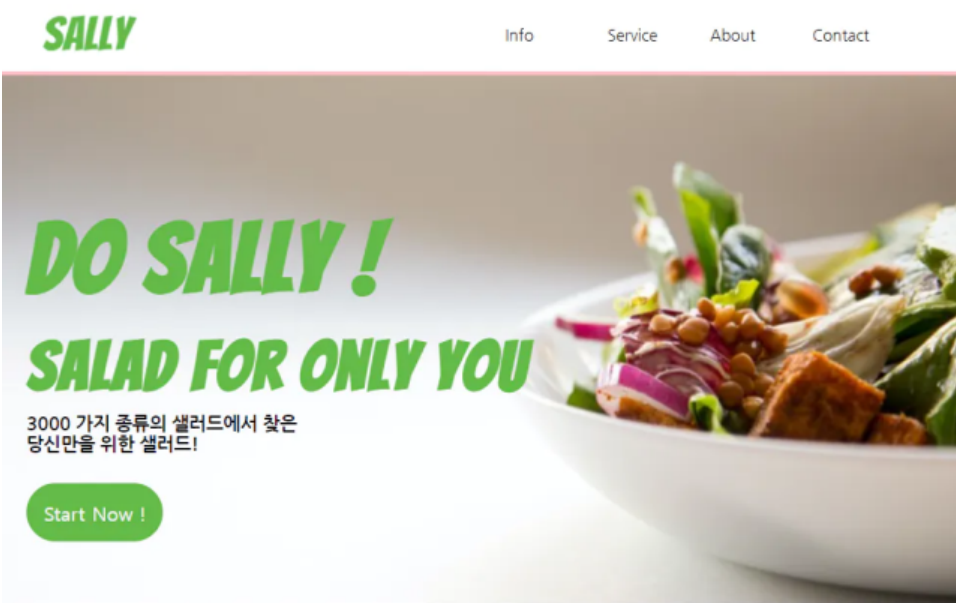 SALLY
Info Service About Contact
DO SALLY !
SALAD FOR ONLY YOU
3000 가지 종류의 샐러드에서 찾은
당신만을 위한 샐러드!
Start Now !